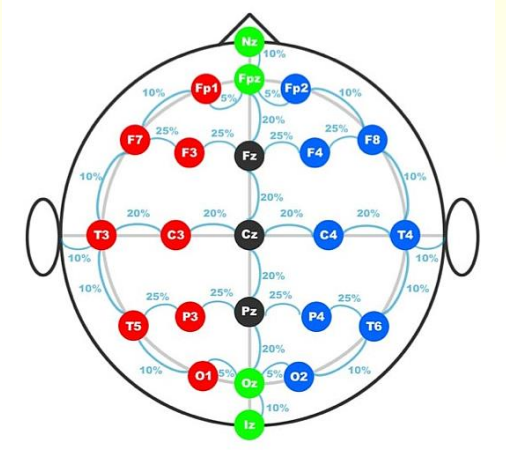 Nz
10%
Fp1 Fpz Fp2
10% 5% 5% 10%
20%
F7 25% 25% 25% 25% F8
F3 Fz F4
10% 10%
20%
20% 20% 20% 20%
T3 C3 Cz C4 T4
10% 10%
20%
10% 10%
25% 25% 25% 25%
T5 P3 Pz P4 T6
20%
10% O1 5% Oz 5% O2 10%
10%
Iz